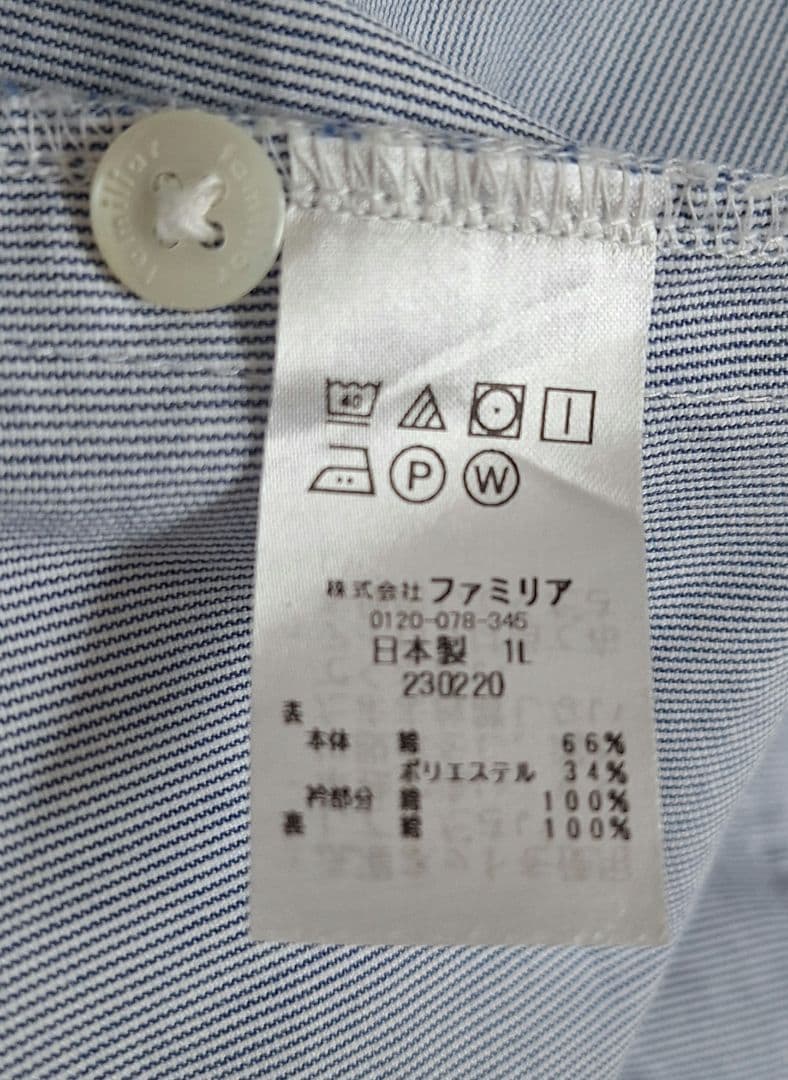 familiar familiar
40
P W
株式会社 ファミリア
0120-078-345
日本製 1L
230220
表
本体 綿 66%
ポリエステル 34%
衿部分 綿 100%
裏 綿 100%